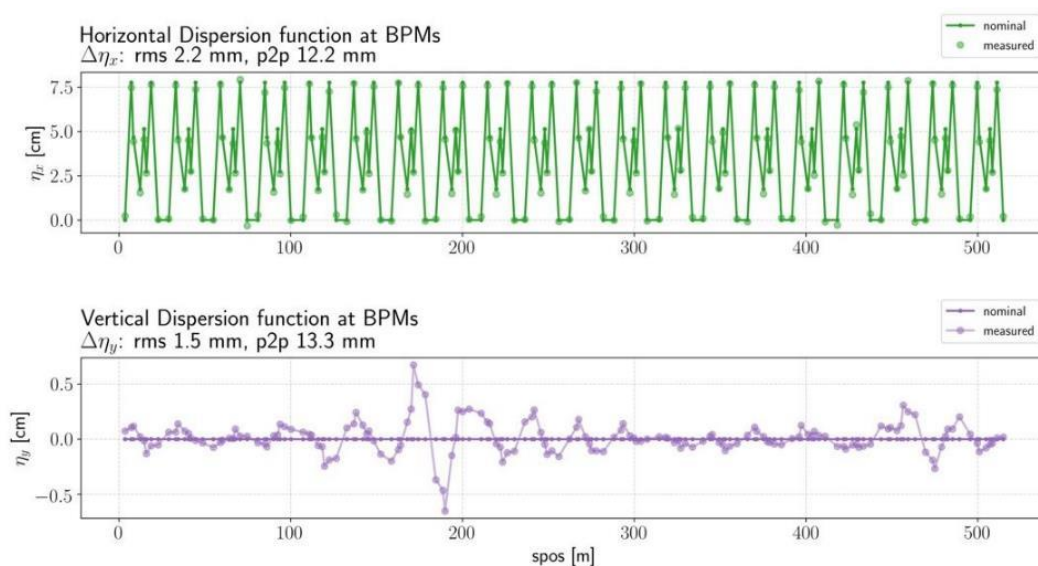 Horizontal Dispersion function at BPMs
Δηx: rms 2.2 mm, p2p 12.2 mm
nominal
measured
7.5
5.0
2.5
0.0
ηx [cm]
0
100
200
300
400
500
Vertical Dispersion function at BPMs
Δηy: rms 1.5 mm, p2p 13.3 mm
nominal
measured
0.5
0.0
−0.5
ηy [cm]
0
100
200
300
400
500
spos [m]